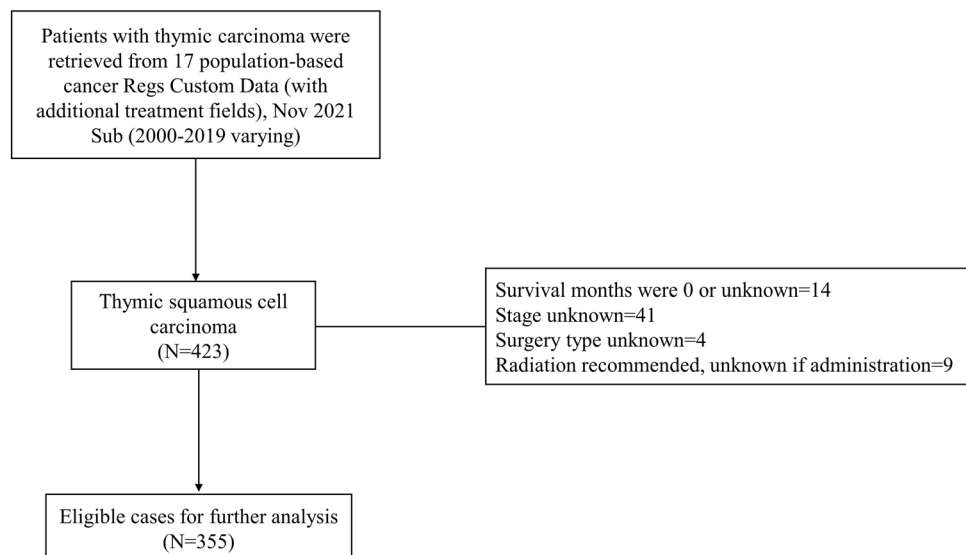 Patients with thymic carcinoma were
retrieved from 17 population-based
cancer Regs Custom Data (with
additional treatment fields), Nov 2021
Sub (2000-2019 varying)
Thymic squamous cell
carcinoma
(N=423)
Survival months were 0 or unknown=14
Stage unknown=41
Surgery type unknown=4
Radiation recommended, unknown if administration=9
Eligible cases for further analysis
(N=355)